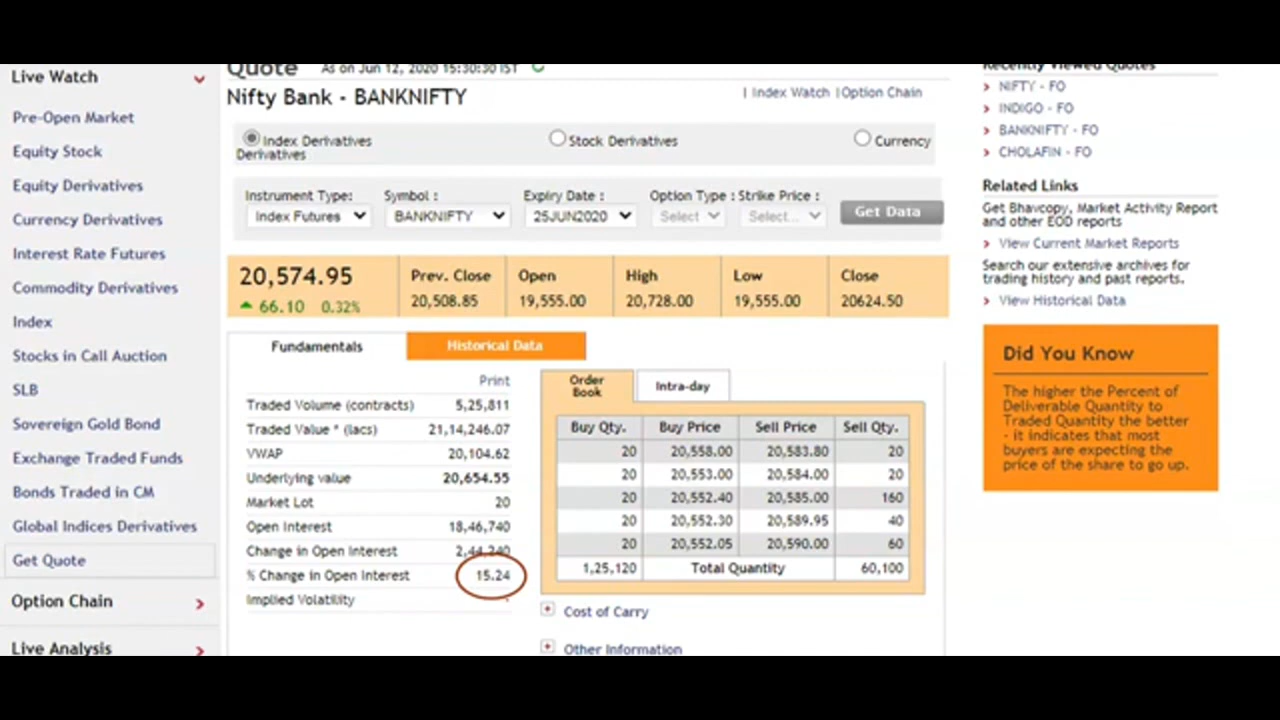 Live Watch
Pre-Open Market
Equity Stock
Equity Derivatives
Currency Derivatives
Interest Rate Futures
Commodity Derivatives
Index
Stocks in Call Auction
SLB
Sovereign Gold Bond
Exchange Traded Funds
Bonds Traded in CM
Global Indices Derivatives
Get Quote
Option Chain
Live Analysis
Quote As on Jun 12, 2020 15:30:30 IST
Nifty Bank - BANKNIFTY
| Index Watch |Option Chain
Index Derivatives Stock Derivatives Currency
Derivatives
Instrument Type: Symbol : Expiry Date : Option Type : Strike Price :
Index Futures BANKNIFTY 25JUN2020 Select Select... Get Data
20,574.95 Prev. Close Open High Low Close
66.10 0.32% 20,508.85 19,555.00 20,728.00 19,555.00 20624.50
Fundamentals Historical Data
Print
Traded Volume (contracts) 5,25,811
Traded Value * (lacs) 21,14,246.07
VWAP 20,104.62
Underlying value 20,654.55
Market Lot 20
Open Interest 18,46,740
Change in Open Interest 2,44,240
% Change in Open Interest 15.24
Implied Volatility -
Order
Book
Intra-day
Buy Qty. Buy Price Sell Price Sell Qty.
20 20,558.00 20,583.80 20
20 20,553.00 20,584.00 20
20 20,552.40 20,585.00 160
20 20,552.30 20,589.95 40
20 20,552.05 20,590.00 60
1,25,120 Total Quantity 60,100
Cost of Carry
Other Information
Recently Viewed Quotes
NIFTY - FO
INDIGO - FO
BANKNIFTY - FO
CHOLAFIN - FO
Related Links
Get Bhavcopy, Market Activity Report
and other EOD reports
View Current Market Reports
Search our extensive archives for
trading history and past reports.
View Historical Data
Did You Know
The higher the Percent of
Deliverable Quantity to
Traded Quantity the better
- it indicates that most
buyers are expecting the
price of the share to go up.